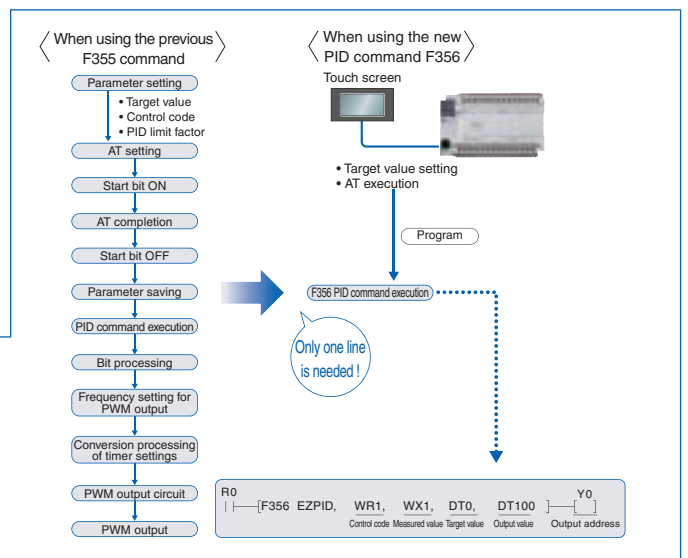 When using the previous
F355 command
Parameter setting
• Target value
• Control code
• PID limit factor
AT setting
Start bit ON
AT completion
Start bit OFF
Parameter saving
PID command execution
Bit processing
Frequency setting for
PWM output
Conversion processing
of timer settings
PWM output circuit
PWM output
When using the new
PID command F356
Touch screen
• Target value setting
• AT execution
Program
F356 PID command execution
Only one line
is needed !
R0 Y0
[F356 EZPID, WR1, WX1, DT0, DT100 ] [ ]
Control code Measured value Target value Output value Output address